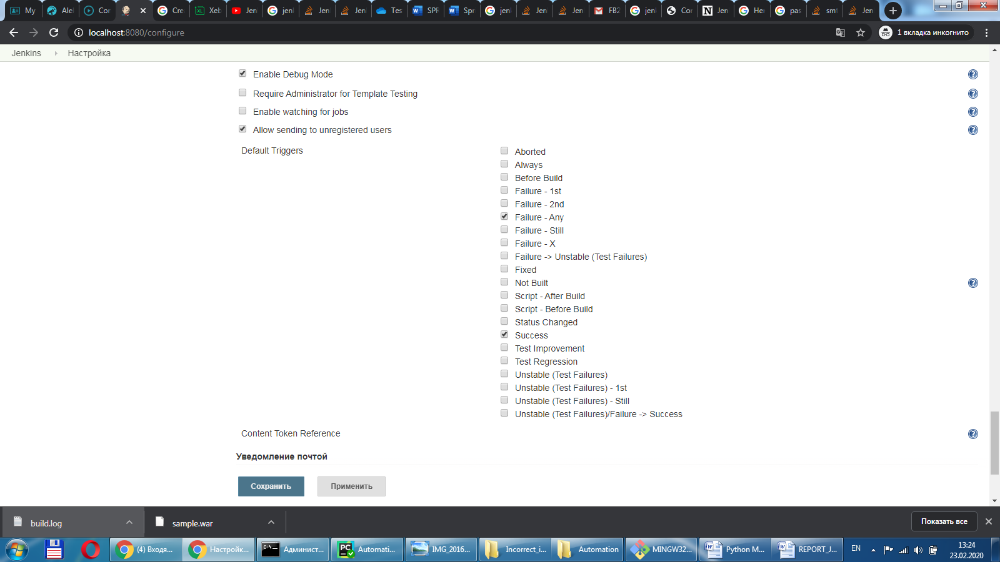 My
Alel
Cor
Cre
Xeb
Jen
jenl
Jenl
Jen
Tes
SPF
Spr
jenl
Jenl
Jenl
FB2
jenl
Cor
Jen
Hei
pas
smt
Jen
localhost:8080/configure
1 вкладка инкогнито
Jenkins
Настройка
Enable Debug Mode
Require Administrator for Template Testing
Enable watching for jobs
Allow sending to unregistered users
Default Triggers
Aborted
Always
Before Build
Failure - 1st
Failure - 2nd
Failure - Any
Failure - Still
Failure - X
Failure -> Unstable (Test Failures)
Fixed
Not Built
Script - After Build
Script - Before Build
Status Changed
Success
Test Improvement
Test Regression
Unstable (Test Failures)
Unstable (Test Failures) - 1st
Unstable (Test Failures) - Still
Unstable (Test Failures)/Failure -> Success
Content Token Reference
Уведомление почтой
Сохранить
Применить
build.log
sample.war
Показать все
(4) Входя...
Настройк...
Админист...
Automati...
IMG_2016...
Incorrect_i...
Automation
MINGW32...
Python M...
REPORT_J...
EN
13:24
23.02.2020